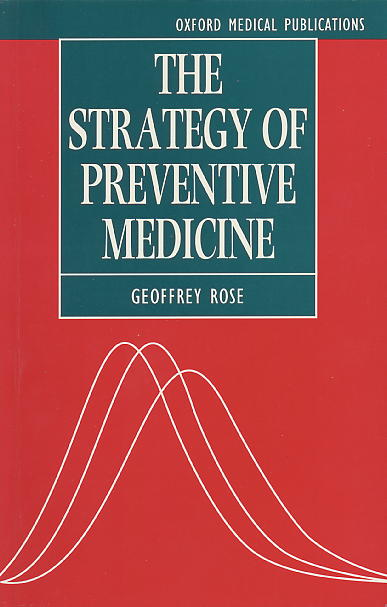 OXFORD MEDICAL PUBLICATIONS
THE
STRATEGY OF
PREVENTIVE
MEDICINE
GEOFFREY ROSE